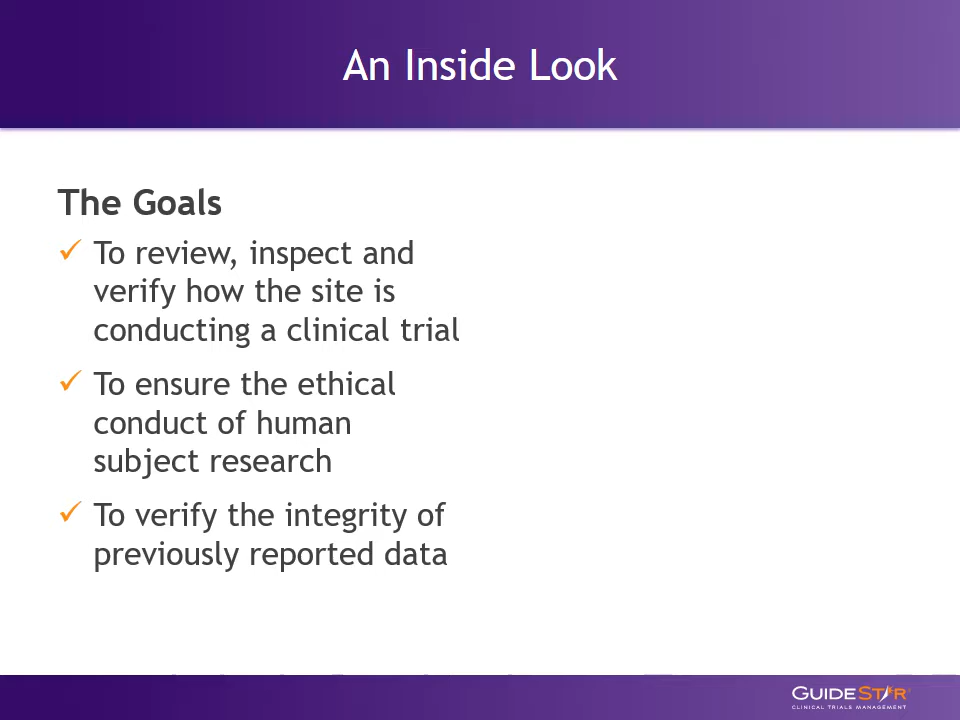 An Inside Look
The Goals
✓ To review, inspect and
verify how the site is
conducting a clinical trial
✓ To ensure the ethical
conduct of human
subject research
✓ To verify the integrity of
previously reported data
GUIDESTAR
CLINICAL TRIALS MANAGEMENT